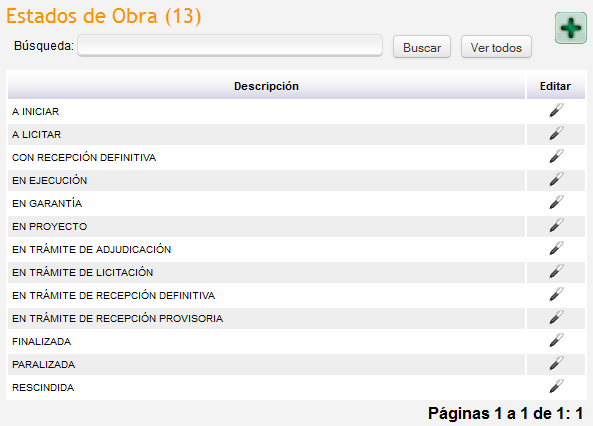 Estados de Obra (13)
Búsqueda: Buscar Ver todos
Descripción Editar
A INICIAR
A LICITAR
CON RECEPCIÓN DEFINITIVA
EN EJECUCIÓN
EN GARANTÍA
EN PROYECTO
EN TRÁMITE DE ADJUDICACIÓN
EN TRÁMITE DE LICITACIÓN
EN TRÁMITE DE RECEPCIÓN DEFINITIVA
EN TRÁMITE DE RECEPCIÓN PROVISORIA
FINALIZADA
PARALIZADA
RESCINDIDA
Páginas 1 a 1 de 1: 1